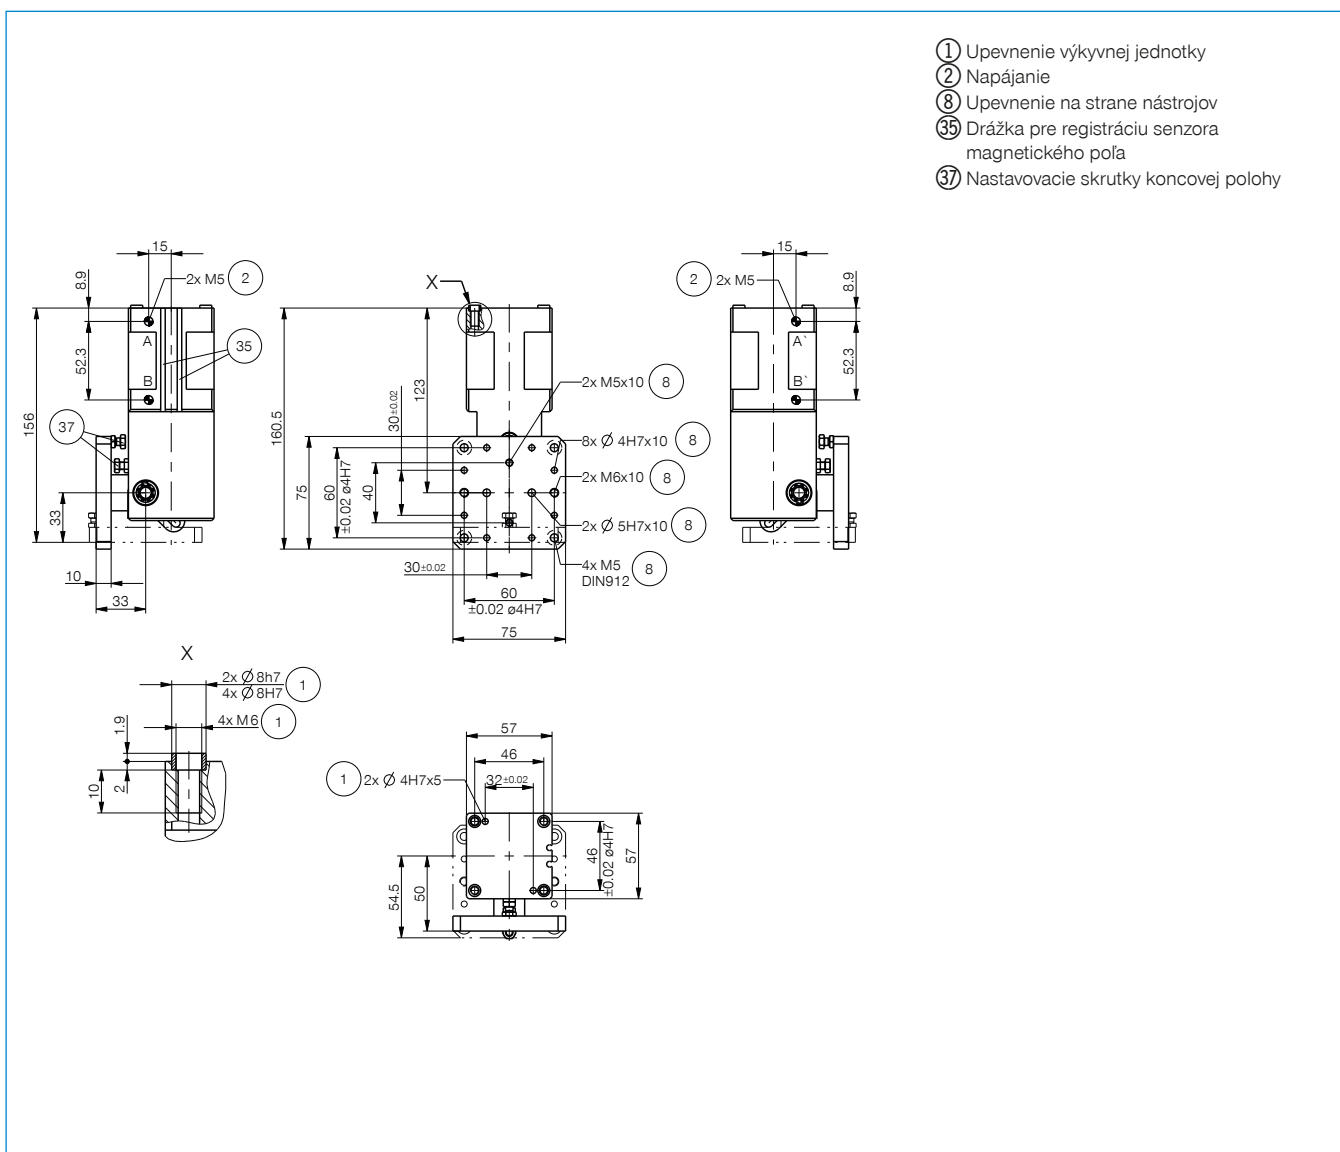 1 Upevnenie výkyvnej jednotky
2 Napájanie
8 Upevnenie na strane nástrojov
35 Drážka pre registráciu senzora
magnetického poľa
37 Nastavovacie skrutky koncovej polohy
15
8.9
2x M5 2
A
B
35
52.3
156
37
33
10
33
X
123
30±0.02
160.5
75
60
±0.02 ø4H7
40
2x M5x10 8
8x Ø 4H7x10 8
2x M6x10 8
2x Ø 5H7x10 8
4x M5
DIN912 8
30±0.02
60
±0.02 ø4H7
75
15
2 2x M5
8.9
A`
B`
52.3
X
2x Ø 8h7
4x Ø 8H7 1
4x M6 1
1.9
2
10
57
46
32±0.02
1 2x Ø 4H7x5
46
±0.02 ø4H7
57
50
54.5